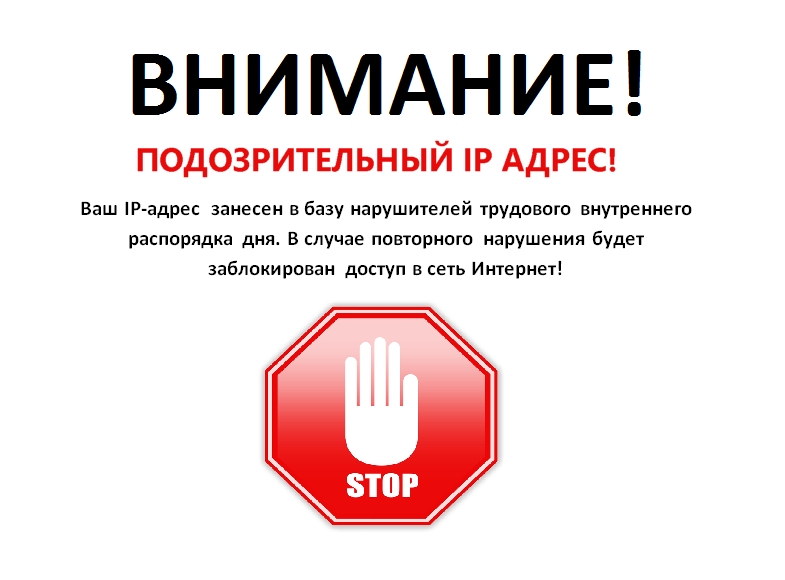 ВНИМАНИЕ!
ПОДОЗРИТЕЛЬНЫЙ IP АДРЕС!
Ваш IP-адрес занесен в базу нарушителей трудового внутреннего
распорядка дня. В случае повторного нарушения будет
заблокирован доступ в сеть Интернет!
STOP